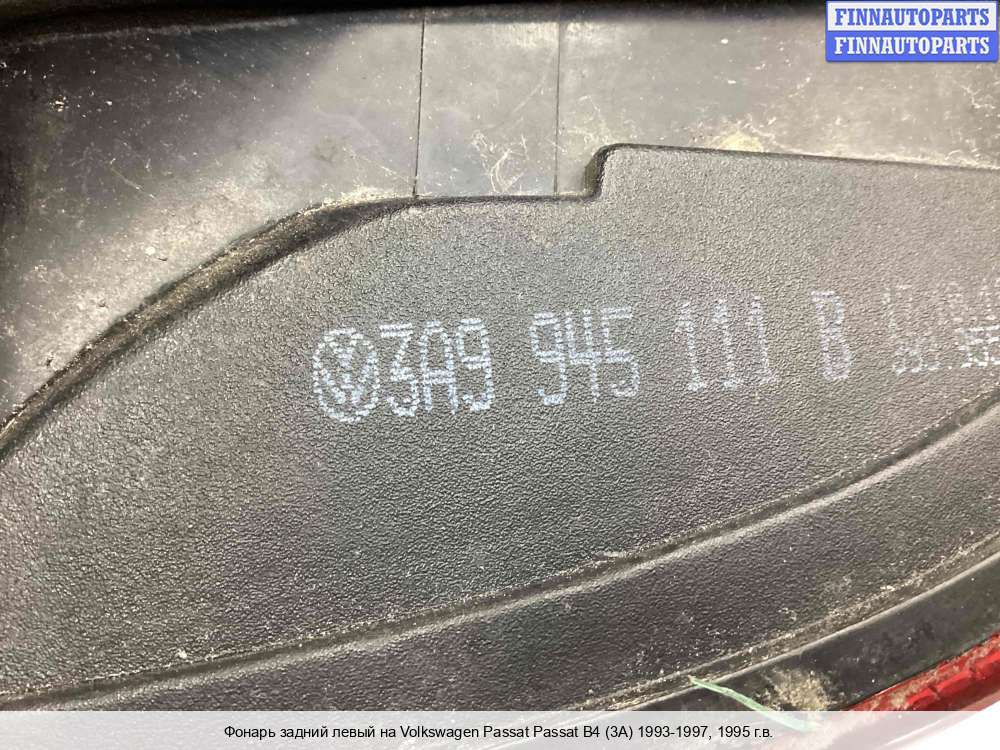 FINNAUTOPARTS
FINNAUTOPARTS
3A9 945 111 B
Фонарь задний левый на Volkswagen Passat Passat B4 (3A) 1993-1997, 1995 г.в.